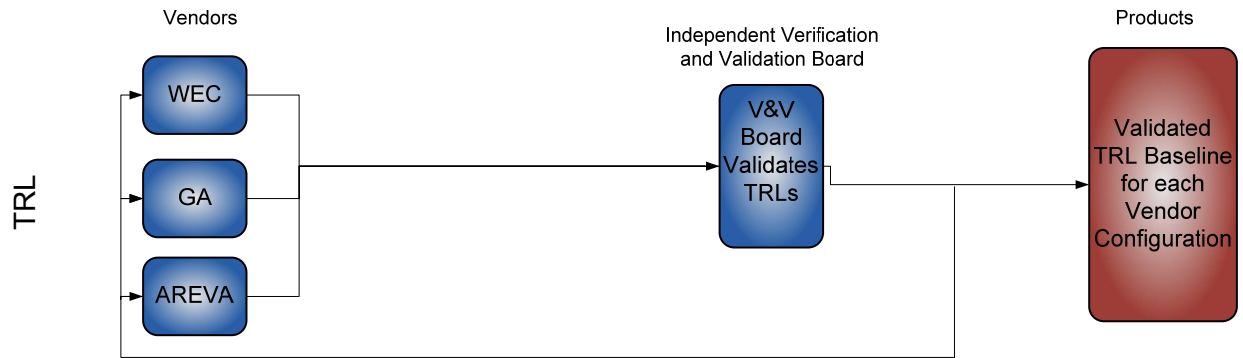 Vendors
Products
Independent Verification
and Validation Board
WEC
V&V
Board
Validates
TRLs
Validated
TRL Baseline
for each
Vendor
Configuration
TRL
GA
AREVA